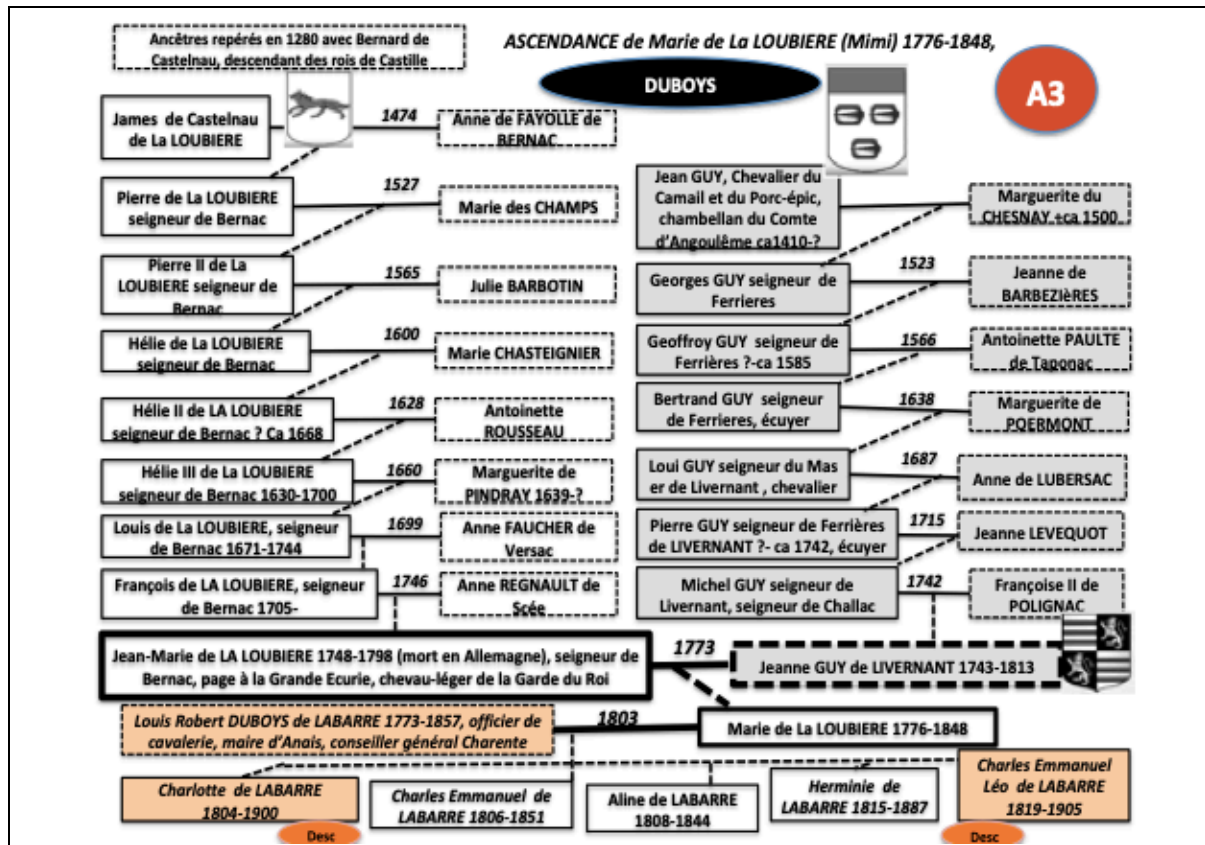 Ancêtres repérés en 1280 avec Bernard de
Castelnau, descendant des rois de Castille
ASCENDANCE de Marie de La LOUBIERE (Mimi) 1776-1848,
DUBOYS
A3
James de Castelnau
de La LOUBIERE
1474
Anne de FAYOLLE de
BERNAC
Pierre de La LOUBIERE
seigneur de Bernac
1527
Marie des CHAMPS
Pierre II de La
LOUBIERE seigneur de
Bernac
1565
Julie BARBOTIN
Hélie de La LOUBIERE
seigneur de Bernac
1600
Marie CHASTEIGNIER
Hélie II de LA LOUBIERE
seigneur de Bernac ? Ca 1668
1628
Antoinette
ROUSSEAU
Hélie III de La LOUBIERE
seigneur de Bernac 1630-1700
1660
Marguerite de
PINDRAY 1639-?
Louis de La LOUBIERE, seigneur
de Bernac 1671-1744
1699
Anne FAUCHER de
Versac
François de LA LOUBIERE, seigneur
de Bernac 1705-
1746
Anne REGNAULT de
Scée
Jean GUY, Chevalier du
Camail et du Porc-épic,
chambellan du Comte
d'Angoulême ca1410-?
Marguerite du
CHESNAY +ca 1500
Georges GUY seigneur de
Ferrieres
1523
Jeanne de
BARBEZIèRES
Geoffroy GUY seigneur de
Ferrières ?-ca 1585
1566
Antoinette PAULTE
de Taponac
Bertrand GUY seigneur
de Ferrieres, écuyer
1638
Marguerite de
POERMONT
Loui GUY seigneur du Mas
er de Livernant , chevalier
1687
Anne de LUBERSAC
Pierre GUY seigneur de Ferrières
de LIVERNANT ?- ca 1742, écuyer
1715
Jeanne LEVEQUOT
Michel GUY seigneur de
Livernant, seigneur de Challac
1742
Françoise II de
POLIGNAC
Jean-Marie de LA LOUBIERE 1748-1798 (mort en Allemagne), seigneur de
Bernac, page à la Grande Ecurie, chevau-léger de la Garde du Roi
1773
Jeanne GUY de LIVERNANT 1743-1813
Louis Robert DUBOYS de LABARRE 1773-1857, officier de
cavalerie, maire d'Anais, conseiller général Charente
1803
Marie de La LOUBIERE 1776-1848
Charlotte de LABARRE
1804-1900
Desc
Charles Emmanuel de
LABARRE 1806-1851
Aline de LABARRE
1808-1844
Herminie de
LABARRE 1815-1887
Charles Emmanuel
Léo de LABARRE
1819-1905
Desc